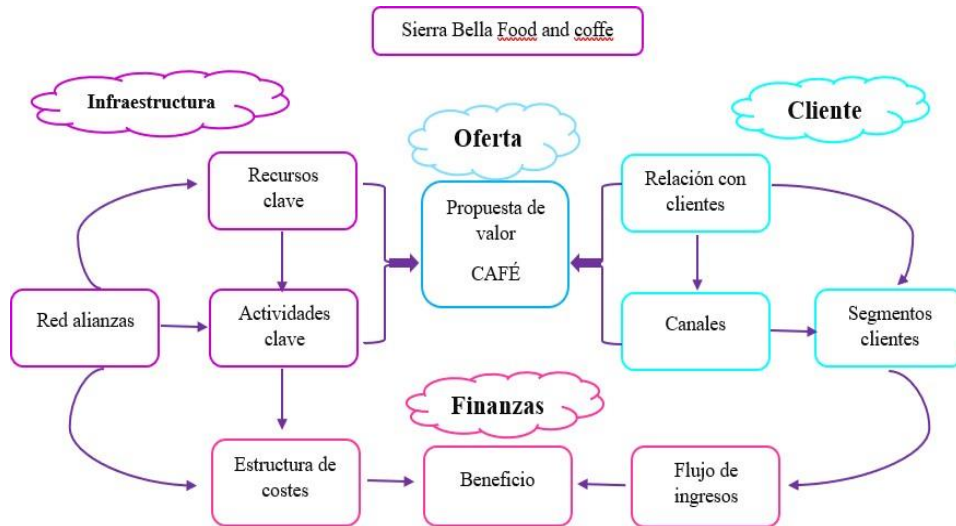 Sierra Bella Food and coffe
Infraestructura
Oferta
Cliente
Recursos
clave
Propuesta de
valor
CAFÉ
Relación con
clientes
Red alianzas
Actividades
clave
Canales
Segmentos
clientes
Finanzas
Estructura de
costes
Beneficio
Flujo de
ingresos